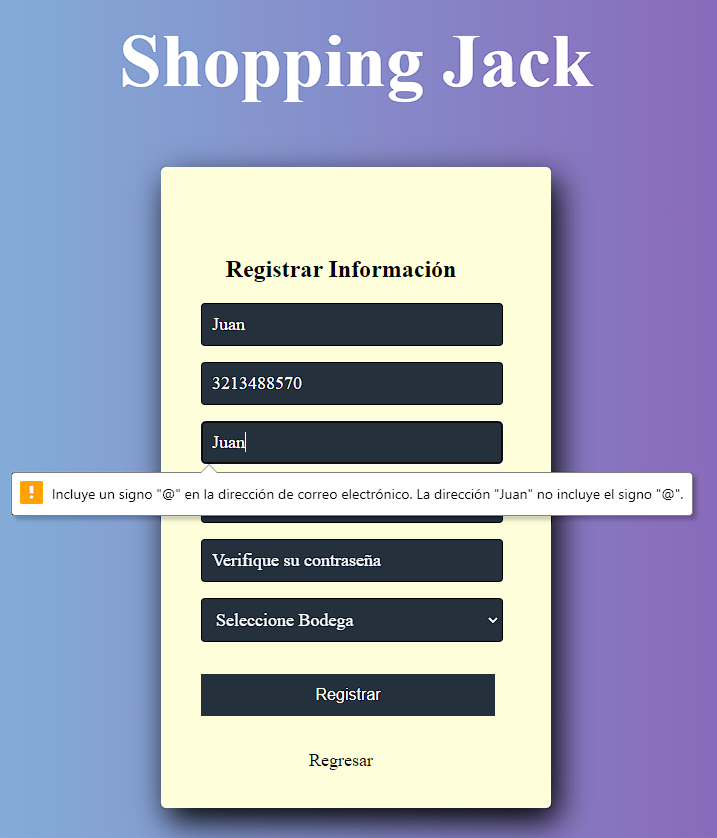 Shopping Jack
Registrar Información
Juan
3213488570
Juan
Incluye un signo "@" en la dirección de correo electrónico. La dirección "Juan" no incluye el signo "@".
Verifique su contraseña
Seleccione Bodega
Registrar
Regresar